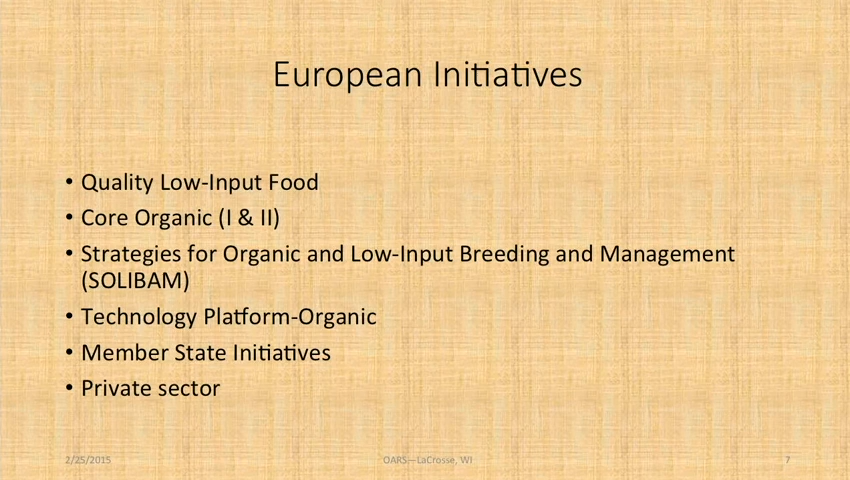 European Initiatives
• Quality Low-Input Food
• Core Organic (I & II)
• Strategies for Organic and Low-Input Breeding and Management
(SOLIBAM)
• Technology Platform-Organic
• Member State Initiatives
• Private sector
2/25/2015
OARS—LaCrosse, WI
7